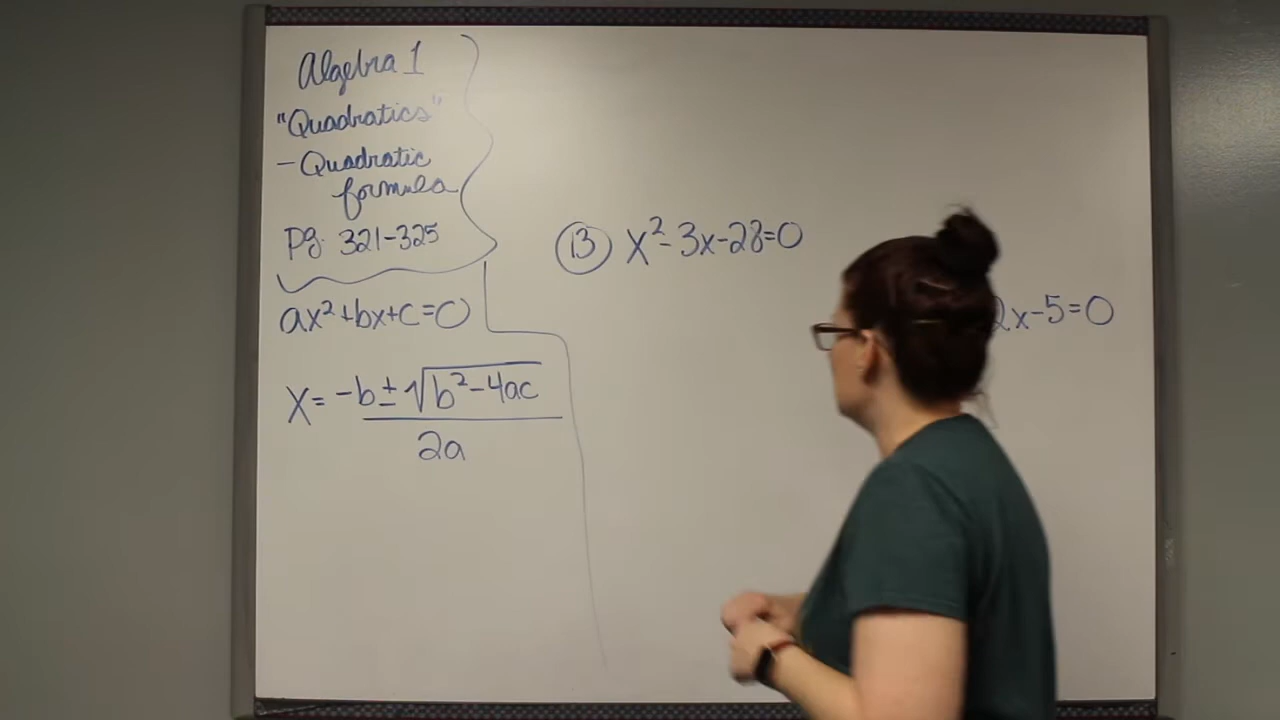 Algebra 1
"Quadratics"
- Quadratic
formula
Pg. 321-325
ax²+bx+c=0
x= -b±√b²-4ac
2a
13 x²-3x-28=0
2x-5=0